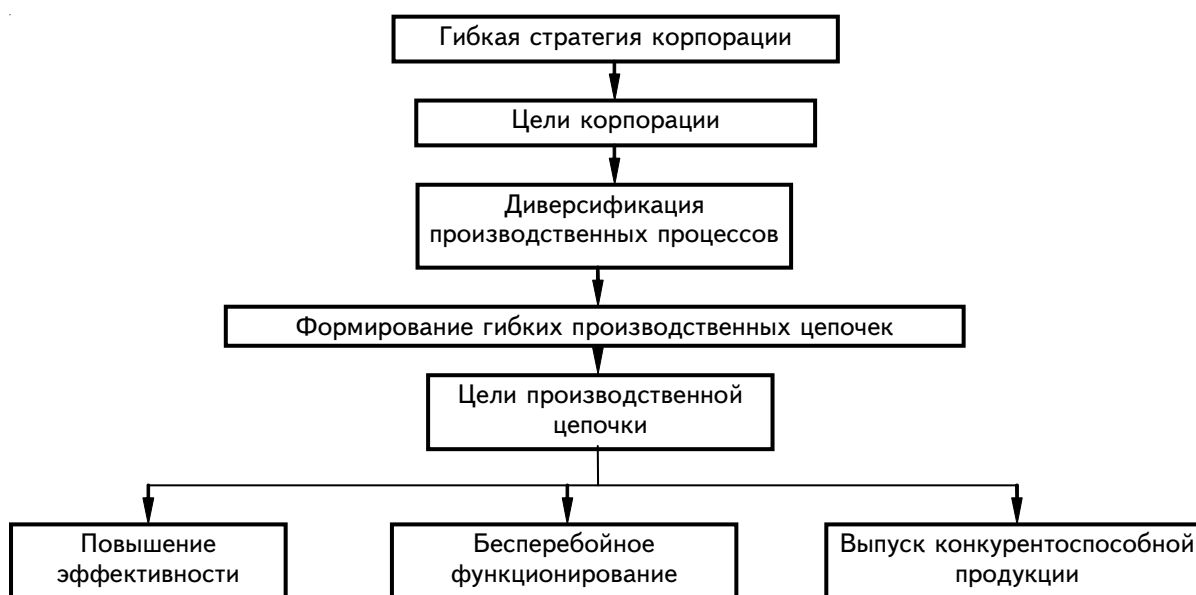 Гибкая стратегия корпорации
Цели корпорации
Диверсификация
производственных процессов
Формирование гибких производственных цепочек
Цели производственной
цепочки
Повышение
эффективности
Бесперебойное
функционирование
Выпуск конкурентоспособной
продукции